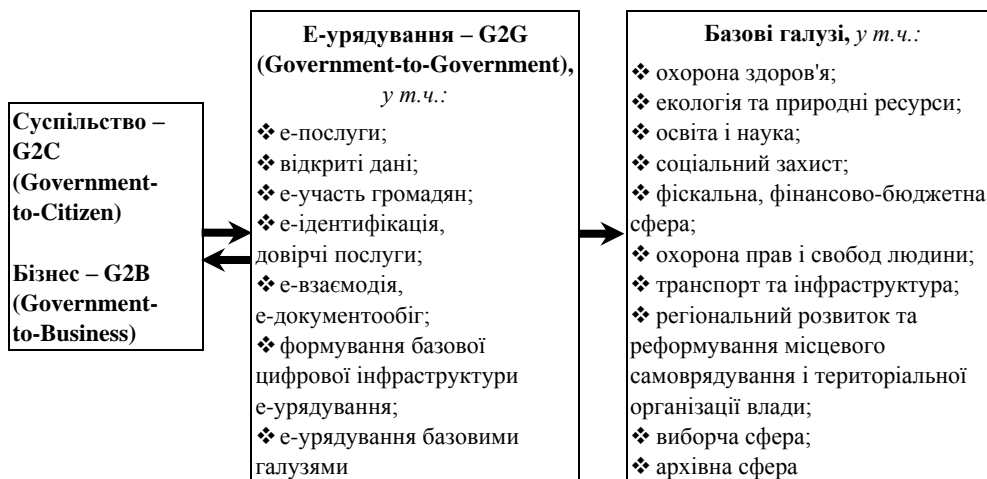 Суспільство –
G2C
(Government-
to-Citizen)
Бізнес – G2B
(Government-
to-Business)
Е-урядування – G2G
(Government-to-Government),
у т.ч.:
❖ е-послуги;
❖ відкриті дані;
❖ е-участь громадян;
❖ е-ідентифікація,
довірчі послуги;
❖ е-взаємодія,
е-документообіг;
❖ формування базової
цифрової інфраструктури
е-урядування;
❖ е-урядування базовими
галузями
Базові галузі, у т.ч.:
❖ охорона здоров'я;
❖ екологія та природні ресурси;
❖ освіта і наука;
❖ соціальний захист;
❖ фіскальна, фінансово-бюджетна
сфера;
❖ охорона прав і свобод людини;
❖ транспорт та інфраструктура;
❖ регіональний розвиток та
реформування місцевого
самоврядування і територіальної
організації влади;
❖ виборча сфера;
❖ архівна сфера